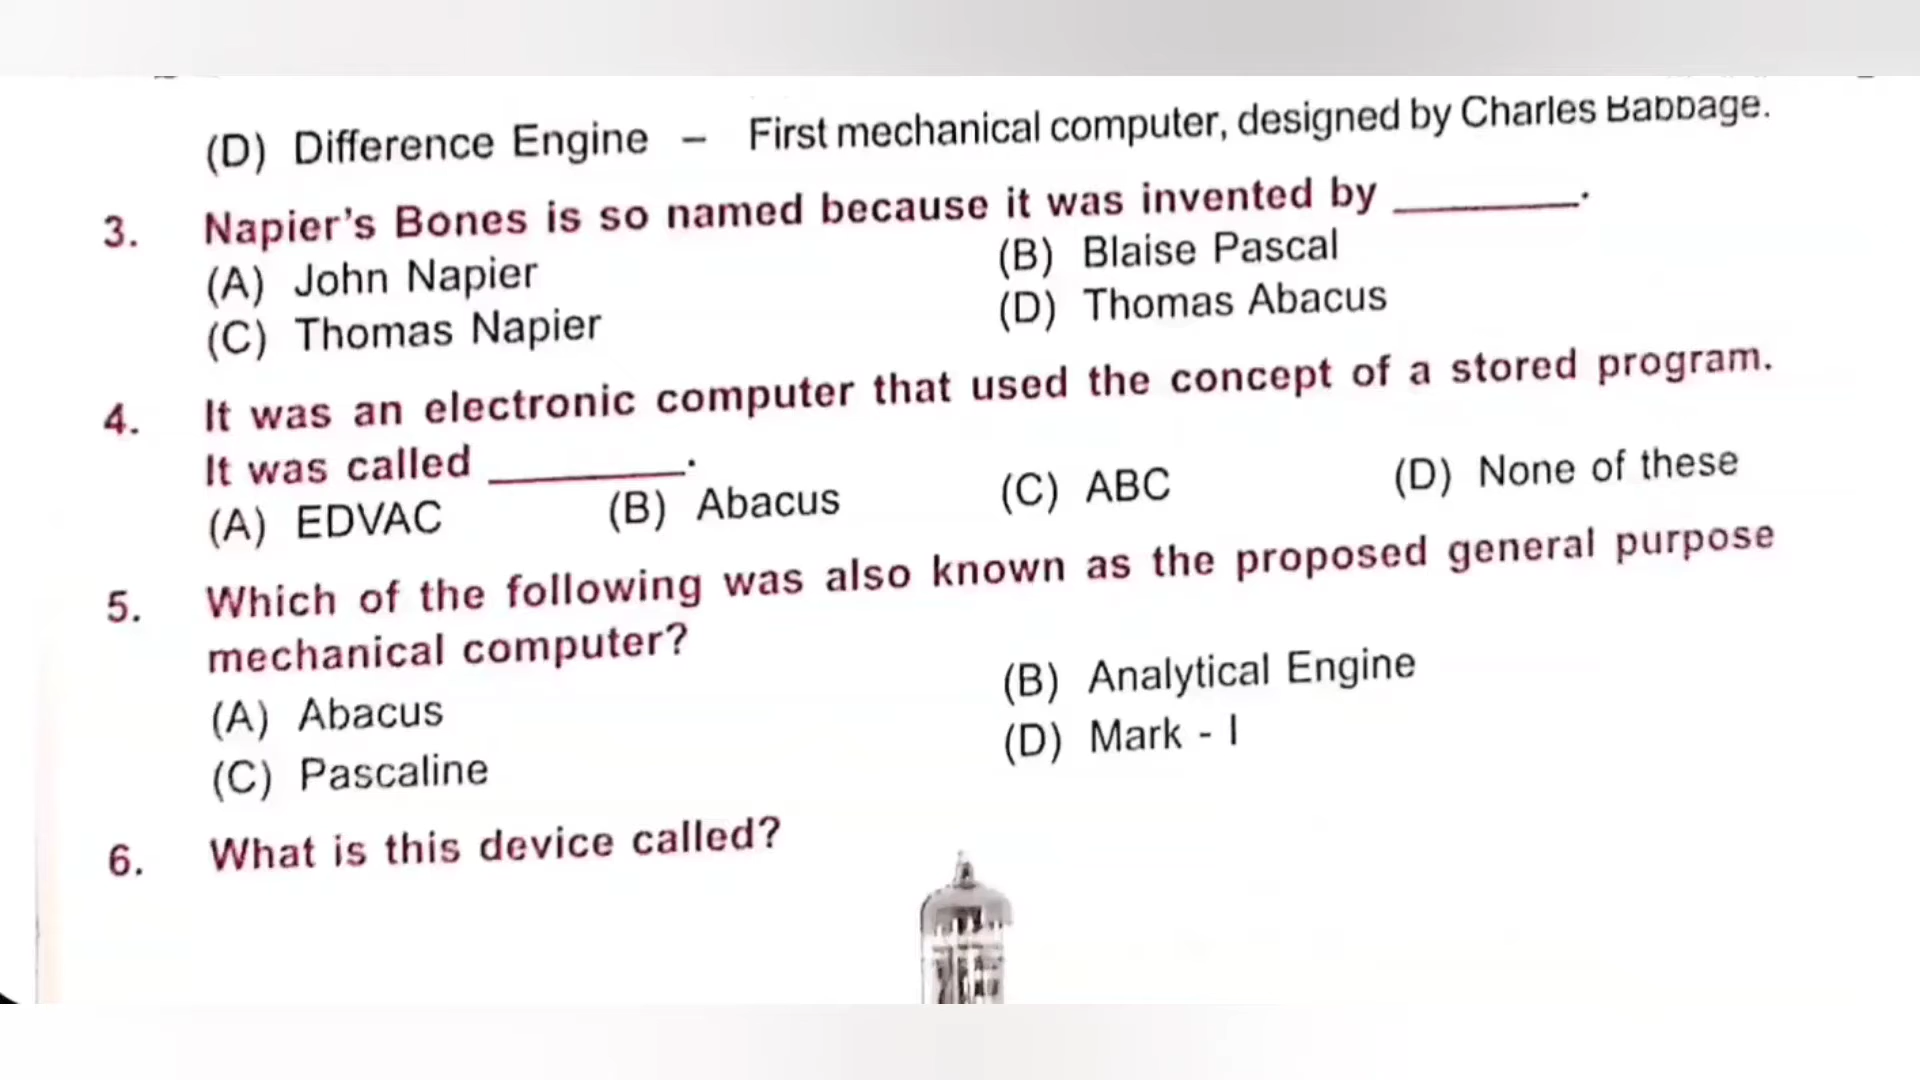 (D) Difference Engine – First mechanical computer, designed by Charles Babbage.
3. Napier's Bones is so named because it was invented by ________.
(A) John Napier (B) Blaise Pascal
(C) Thomas Napier (D) Thomas Abacus
4. It was an electronic computer that used the concept of a stored program.
It was called ________.
(A) EDVAC (B) Abacus (C) ABC (D) None of these
5. Which of the following was also known as the proposed general purpose
mechanical computer?
(A) Abacus (B) Analytical Engine
(C) Pascaline (D) Mark - I
6. What is this device called?